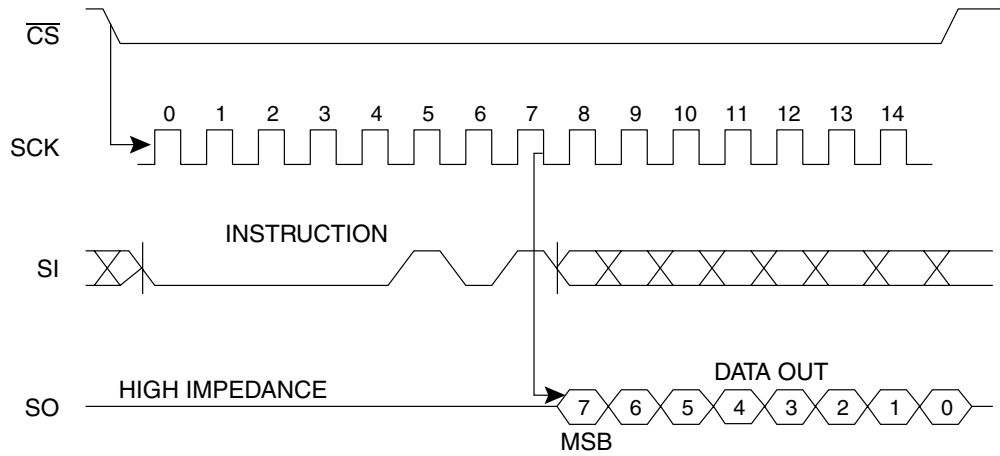 C̅S̅
0 1 2 3 4 5 6 7 8 9 10 11 12 13 14
SCK
INSTRUCTION
SI
DATA OUT
HIGH IMPEDANCE
SO
7 6 5 4 3 2 1 0
MSB